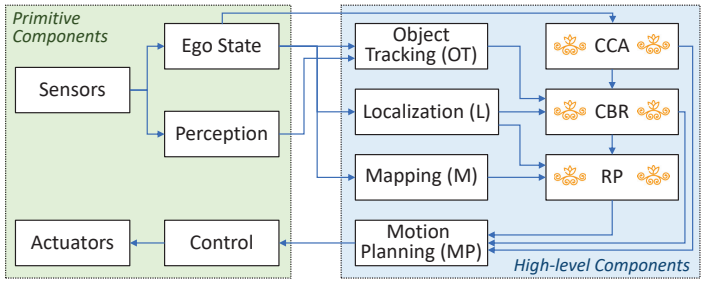 Primitive
Components
Ego State
Sensors
Perception
Actuators
Control
Object
Tracking (OT)
Localization (L)
Mapping (M)
Motion
Planning (MP)
CCA
CBR
RP
High-level Components